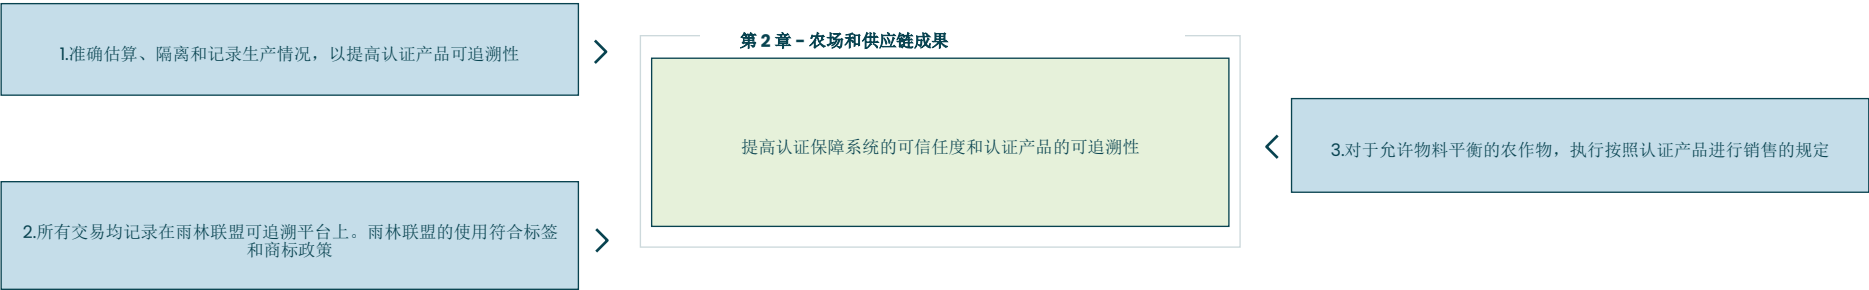 1.准确估算、隔离和记录生产情况，以提高认证产品可追溯性
第 2 章 – 农场和供应链成果
提高认证保障系统的可信任度和认证产品的可追溯性
3.对于允许物料平衡的农作物，执行按照认证产品进行销售的规定
2.所有交易均记录在雨林联盟可追溯平台上。雨林联盟的使用符合标签
和商标政策